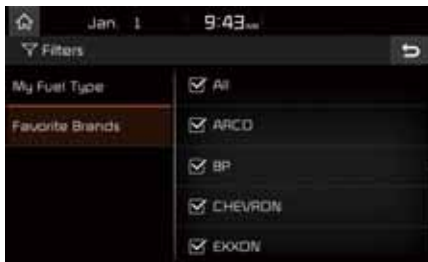 Jan. 1 9:43
Filters
My Fuel Type
Favorite Brands
All
ARCO
BP
CHEVRON
EXXON